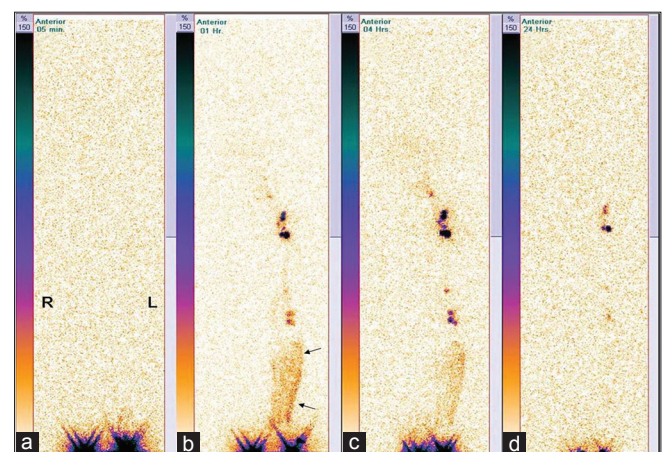 %
150
Anterior
05 min.
R
L
a
%
150
Anterior
01 Hr.
b
%
150
Anterior
04 Hrs.
c
%
150
Anterior
24 Hrs.
d